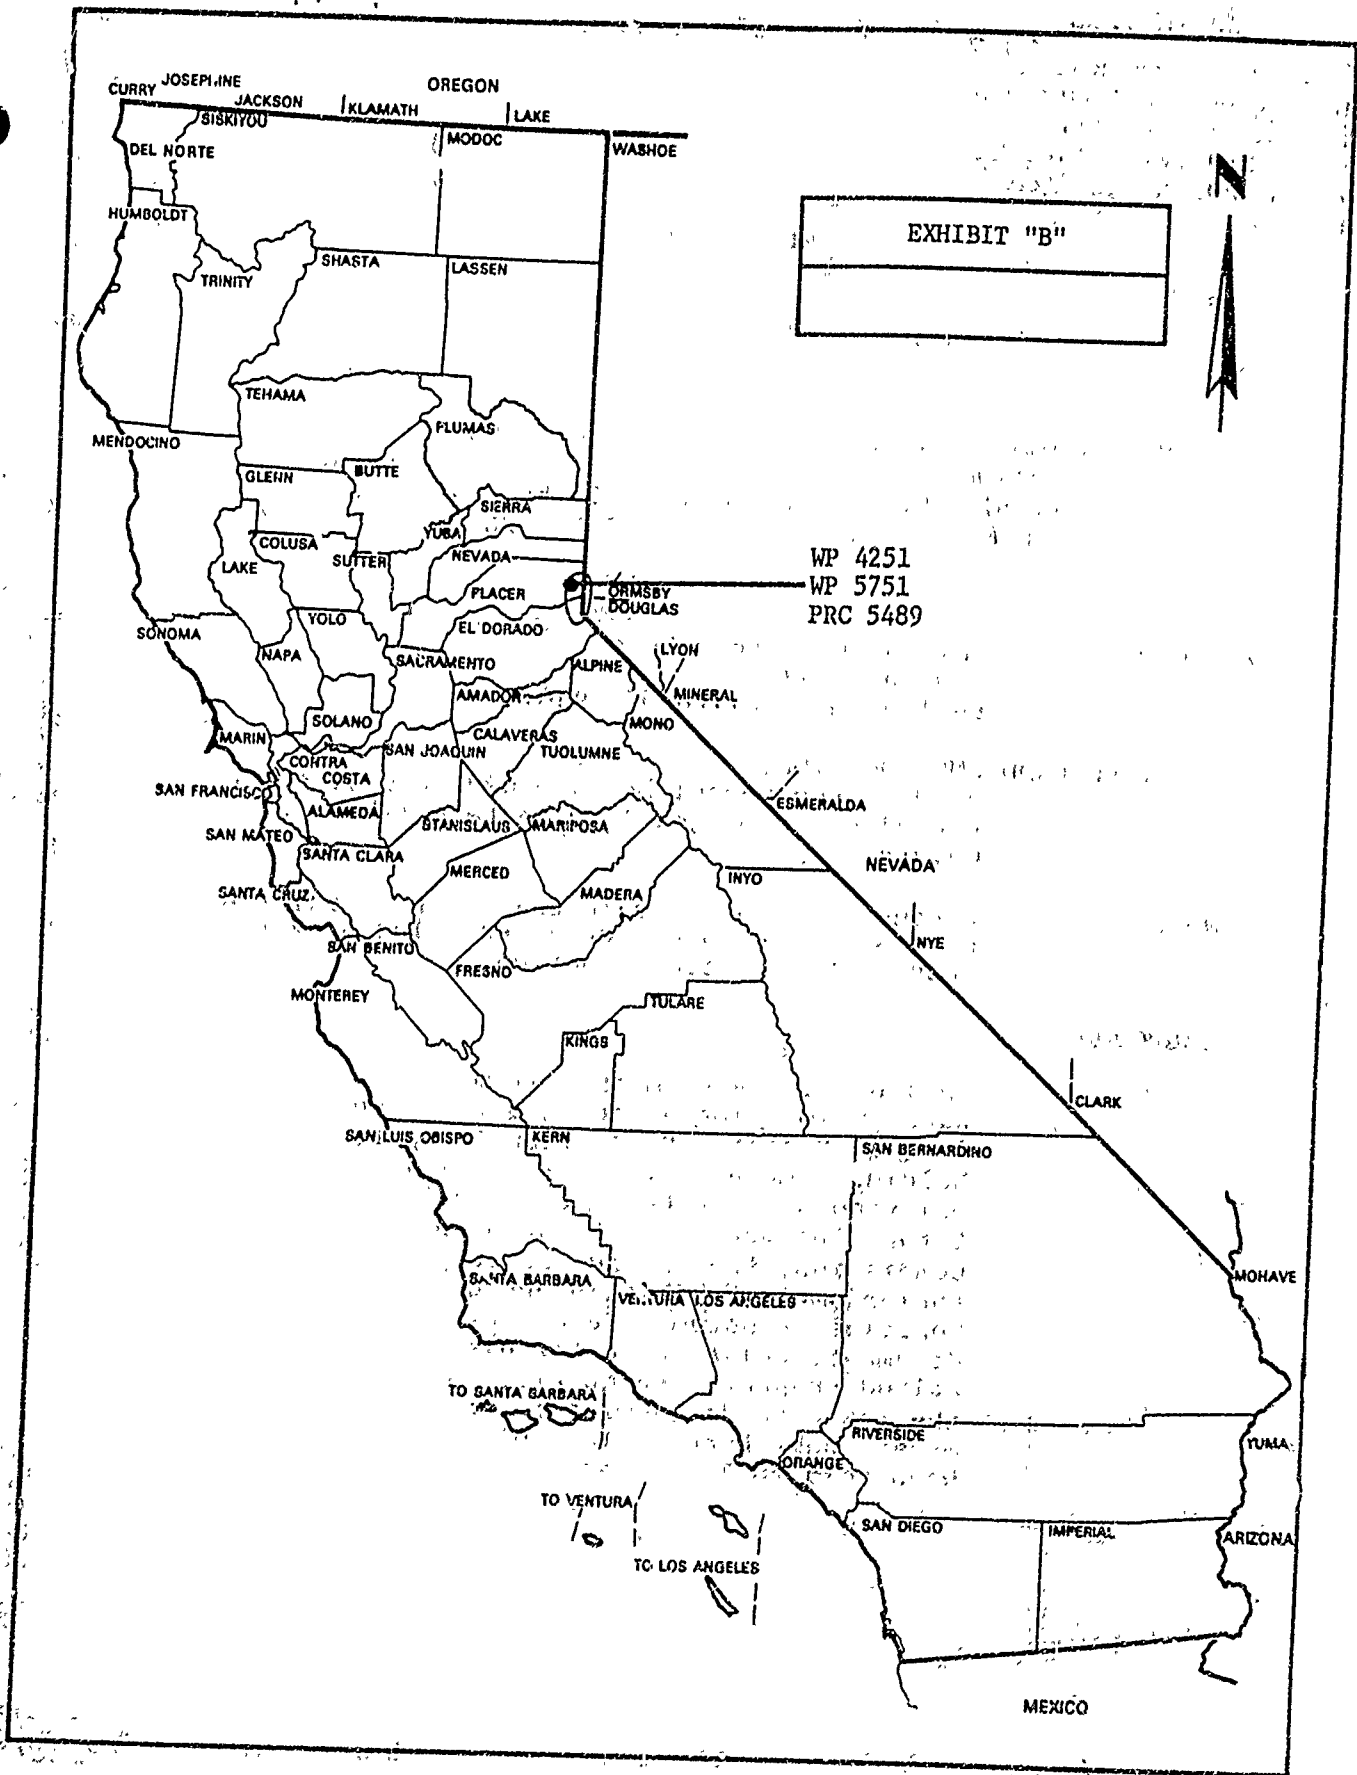 OREGON
CURRY
JOSEPHINE
JACKSON
KLAMATH
LAKE
SISKIYOU
MODOC
WASHOE
DEL NORTE
N
HUMBOLDT
EXHIBIT "B"
TRINITY
SHASTA
LASSEN
TEHAMA
PLUMAS
MENDOCINO
GLENN
BUTTE
SIERRA
YUBA
COLUSA
SUTTER
NEVADA
LAKE
PLACER
WP 4251
WP 5751
PRC 5489
ORMSBY
DOUGLAS
YOLO
EL DORADO
SONOMA
NAPA
SACRAMENTO
ALPINE
LYON
AMADOR
MINERAL
SOLANO
MONO
MARIN
CALAVERAS
SAN JOAQUIN
TUOLUMNE
CONTRA
COSTA
SAN FRANCISCO
ALAMEDA
ESMERALDA
STANISLAUS
MARIPOSA
SAN MATEO
SANTA CLARA
MERCED
INYO
NEVADA
SANTA CRUZ
MADERA
SAN BENITO
NYE
FRESNO
MONTEREY
TULARE
KINGS
CLARK
SAN LUIS OBISPO
KERN
SAN BERNARDINO
SANTA BARBARA
VENTURA
LOS ANGELES
MOHAVE
TO SANTA BARBARA
RIVERSIDE
YUMA
ORANGE
TO VENTURA
SAN DIEGO
IMPERIAL
ARIZONA
TO LOS ANGELES
MEXICO